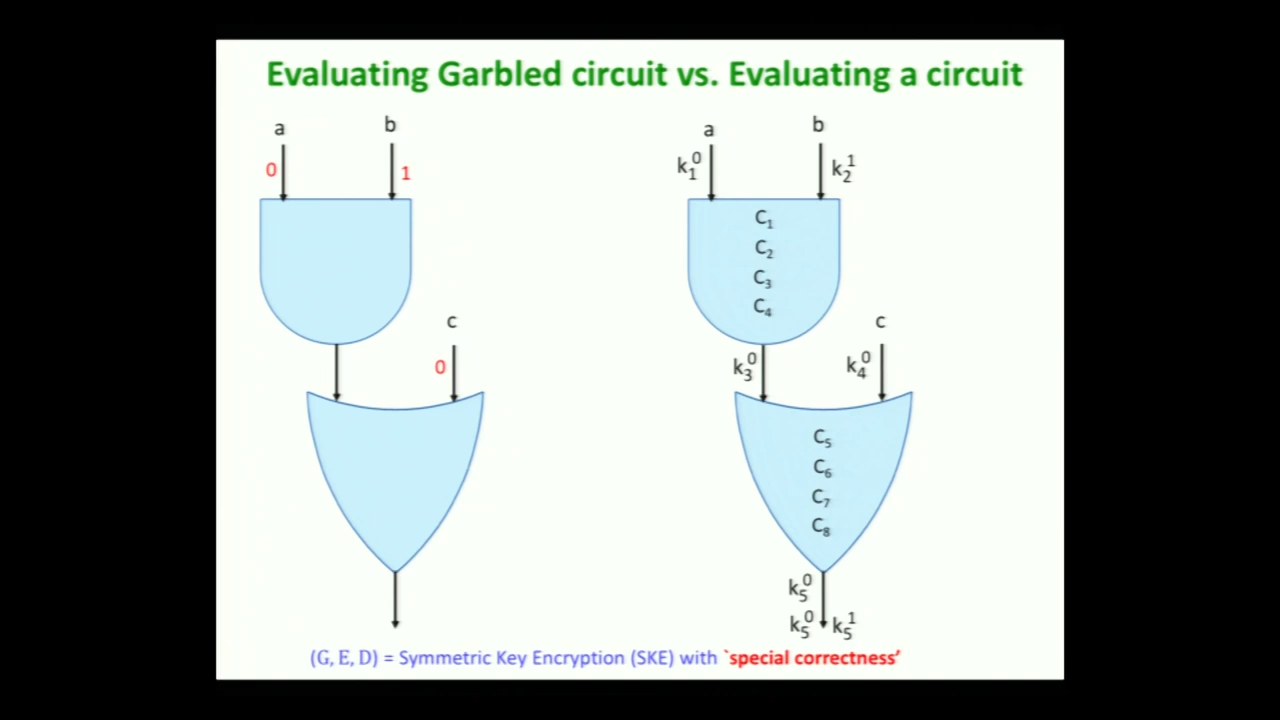 Evaluating Garbled circuit vs. Evaluating a circuit
a b a b
0 1 k₁⁰ k₂¹
C₁
C₂
C₃
C₄
c c
0 k₃⁰ k₄⁰
C₅
C₆
C₇
C₈
k₅⁰
k₅⁰ k₅¹
(G, E, D) = Symmetric Key Encryption (SKE) with `special correctness’